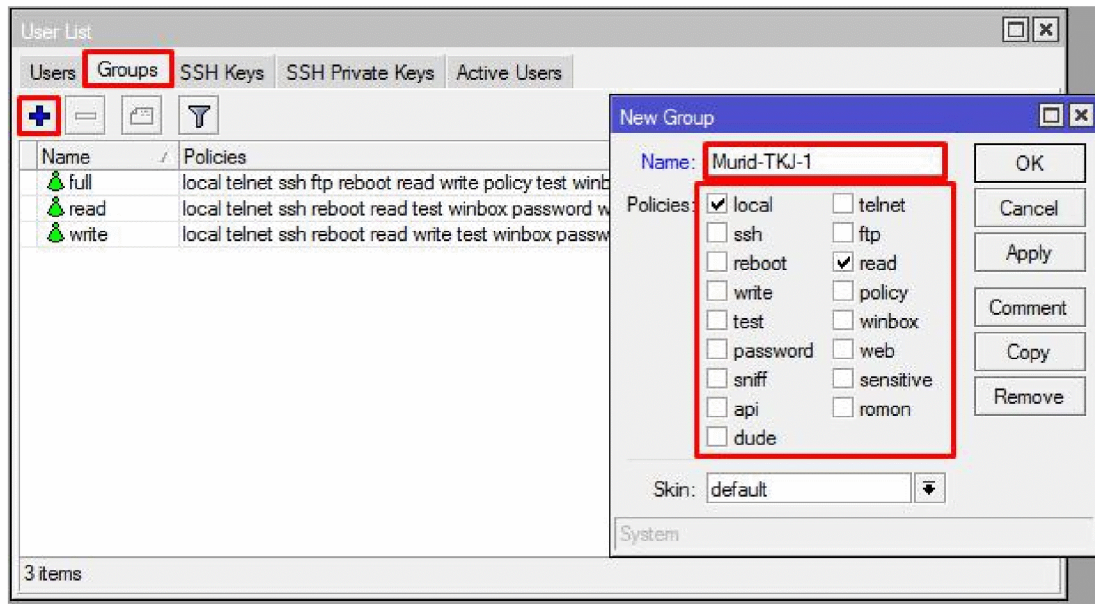 User List
Users Groups SSH Keys SSH Private Keys Active Users
Name Policies
full local telnet ssh ftp reboot read write policy test
read local telnet ssh reboot read test winbox password
write local telnet ssh reboot read write test winbox
3 items
New Group
Name: Murid-TKJ-1
Policies:
local telnet
ssh ftp
reboot read
write policy
test winbox
password web
sniff sensitive
api romon
dude
Skin: default
System
OK
Cancel
Apply
Comment
Copy
Remove